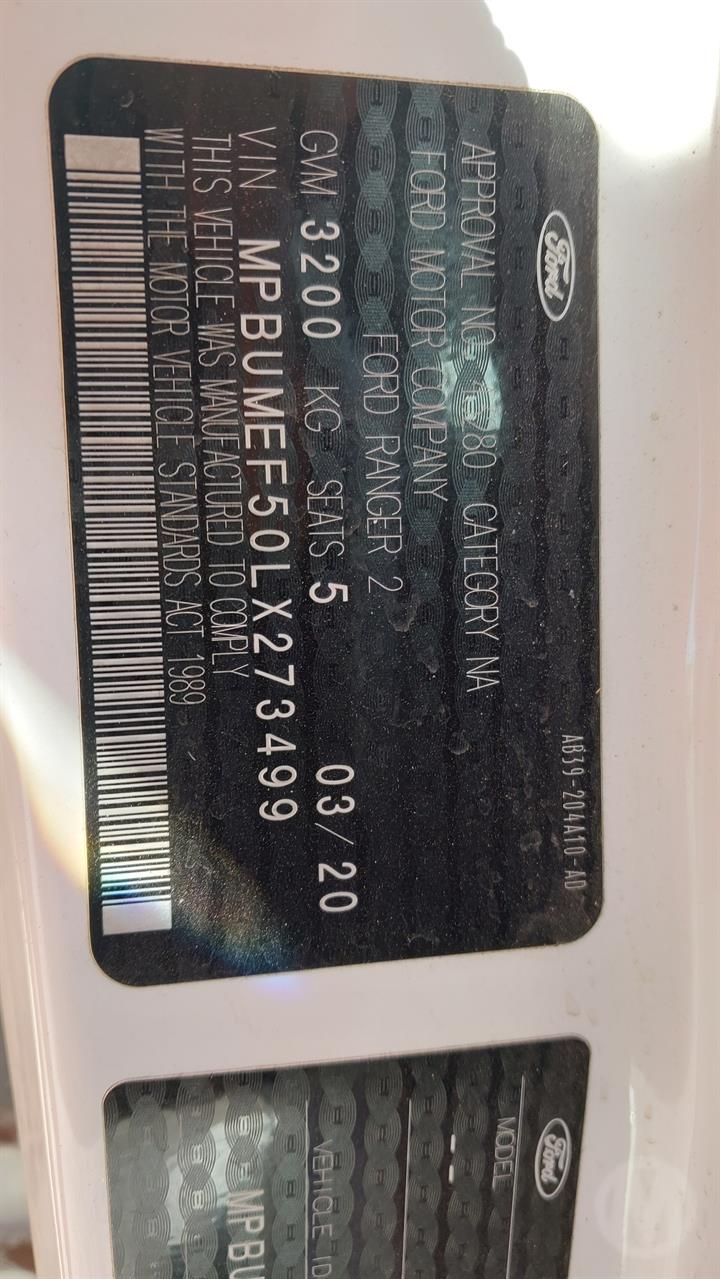 Ford
AB39-204A10-AD
APPROVAL NO. 80 CATEGORY NA
FORD MOTOR COMPANY
FORD RANGER 2
GVM 3200 KG SEATS 5 03/20
VIN MPBUMEF50LX273499
THIS VEHICLE WAS MANUFACTURED TO COMPLY
WITH THE MOTOR VEHICLE STANDARDS ACT 1989
Ford
MODEL
VEHICLE ID
MPBU